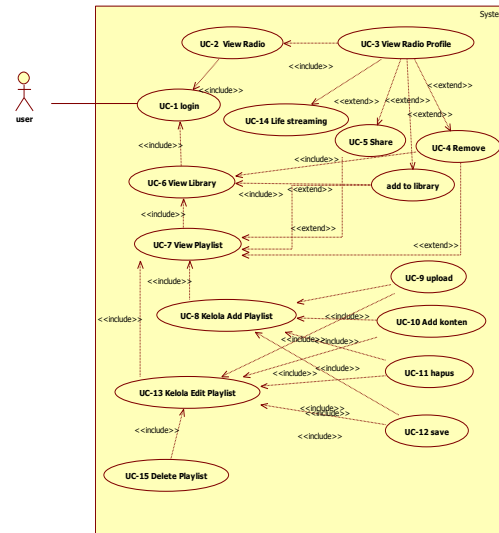 Syste
UC-2 View Radio
UC-3 View Radio Profile
<<include>>
<<include>>
user
UC-1 login
<<extend>>
<<extend>>
<<extend>>
UC-14 Life streaming
UC-5 Share
UC-4 Remove
<<include>>
<<include>>
UC-6 View Library
add to library
<<include>>
<<extend>>
<<include>>
UC-7 View Playlist
<<extend>>
<<extend>>
UC-9 upload
<<include>>
<<include>>
UC-8 Kelola Add Playlist
<<include>>
<<include>>
UC-10 Add konten
<<include>>
<<include>>
UC-11 hapus
<<include>>
<<include>>
UC-13 Kelola Edit Playlist
<<include>>
<<include>>
UC-12 save
<<include>>
<<include>>
UC-15 Delete Playlist